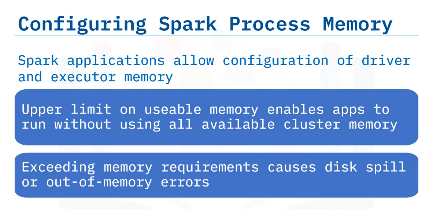 Configuring Spark Process Memory
Spark applications allow configuration of driver
and executor memory
Upper limit on useable memory enables apps to
run without using all available cluster memory
Exceeding memory requirements causes disk spill
or out-of-memory errors